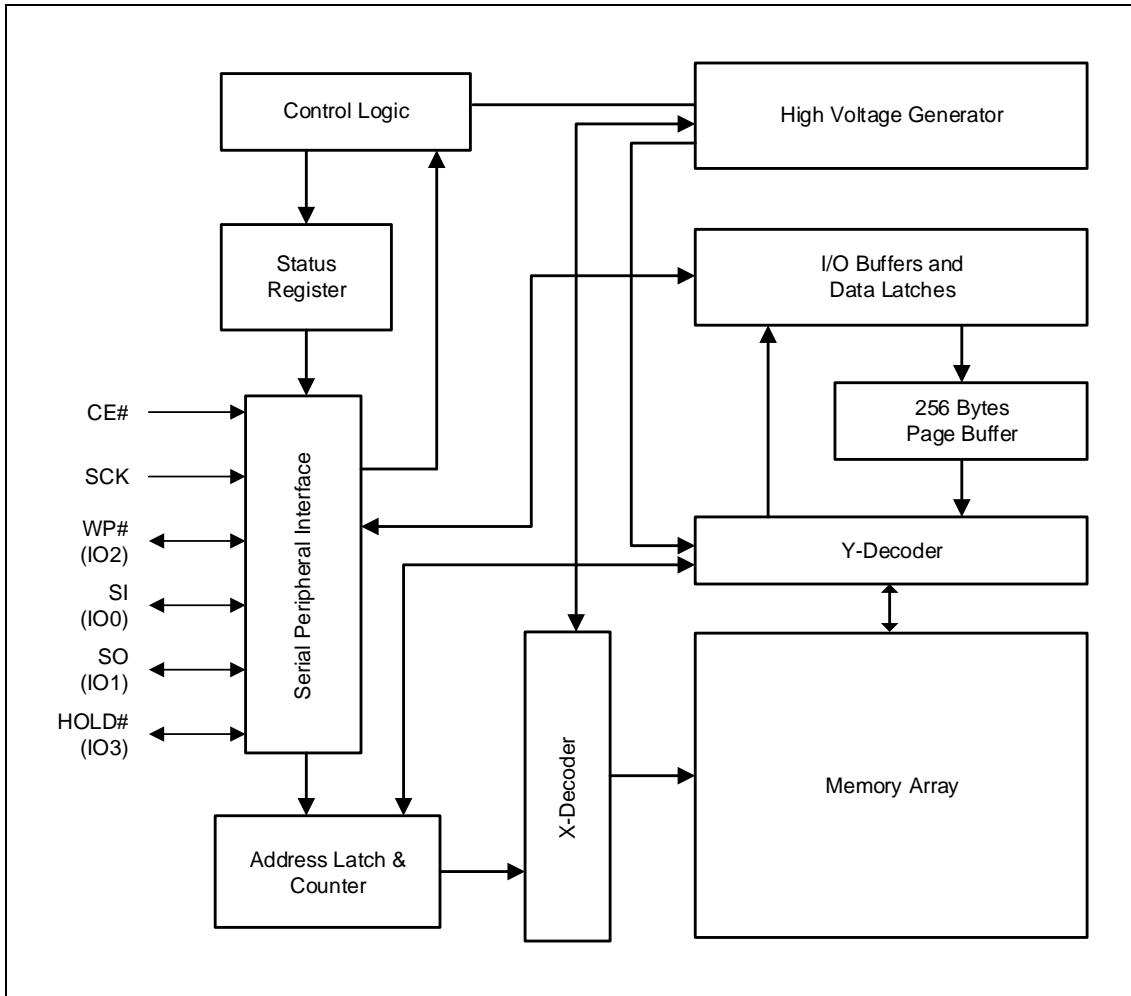 Control Logic
High Voltage Generator
Status
Register
I/O Buffers and
Data Latches
256 Bytes
Page Buffer
CE#
SCK
WP#
(IO2)
SI
(IO0)
SO
(IO1)
HOLD#
(IO3)
Serial Peripheral Interface
Y-Decoder
X-Decoder
Memory Array
Address Latch &
Counter